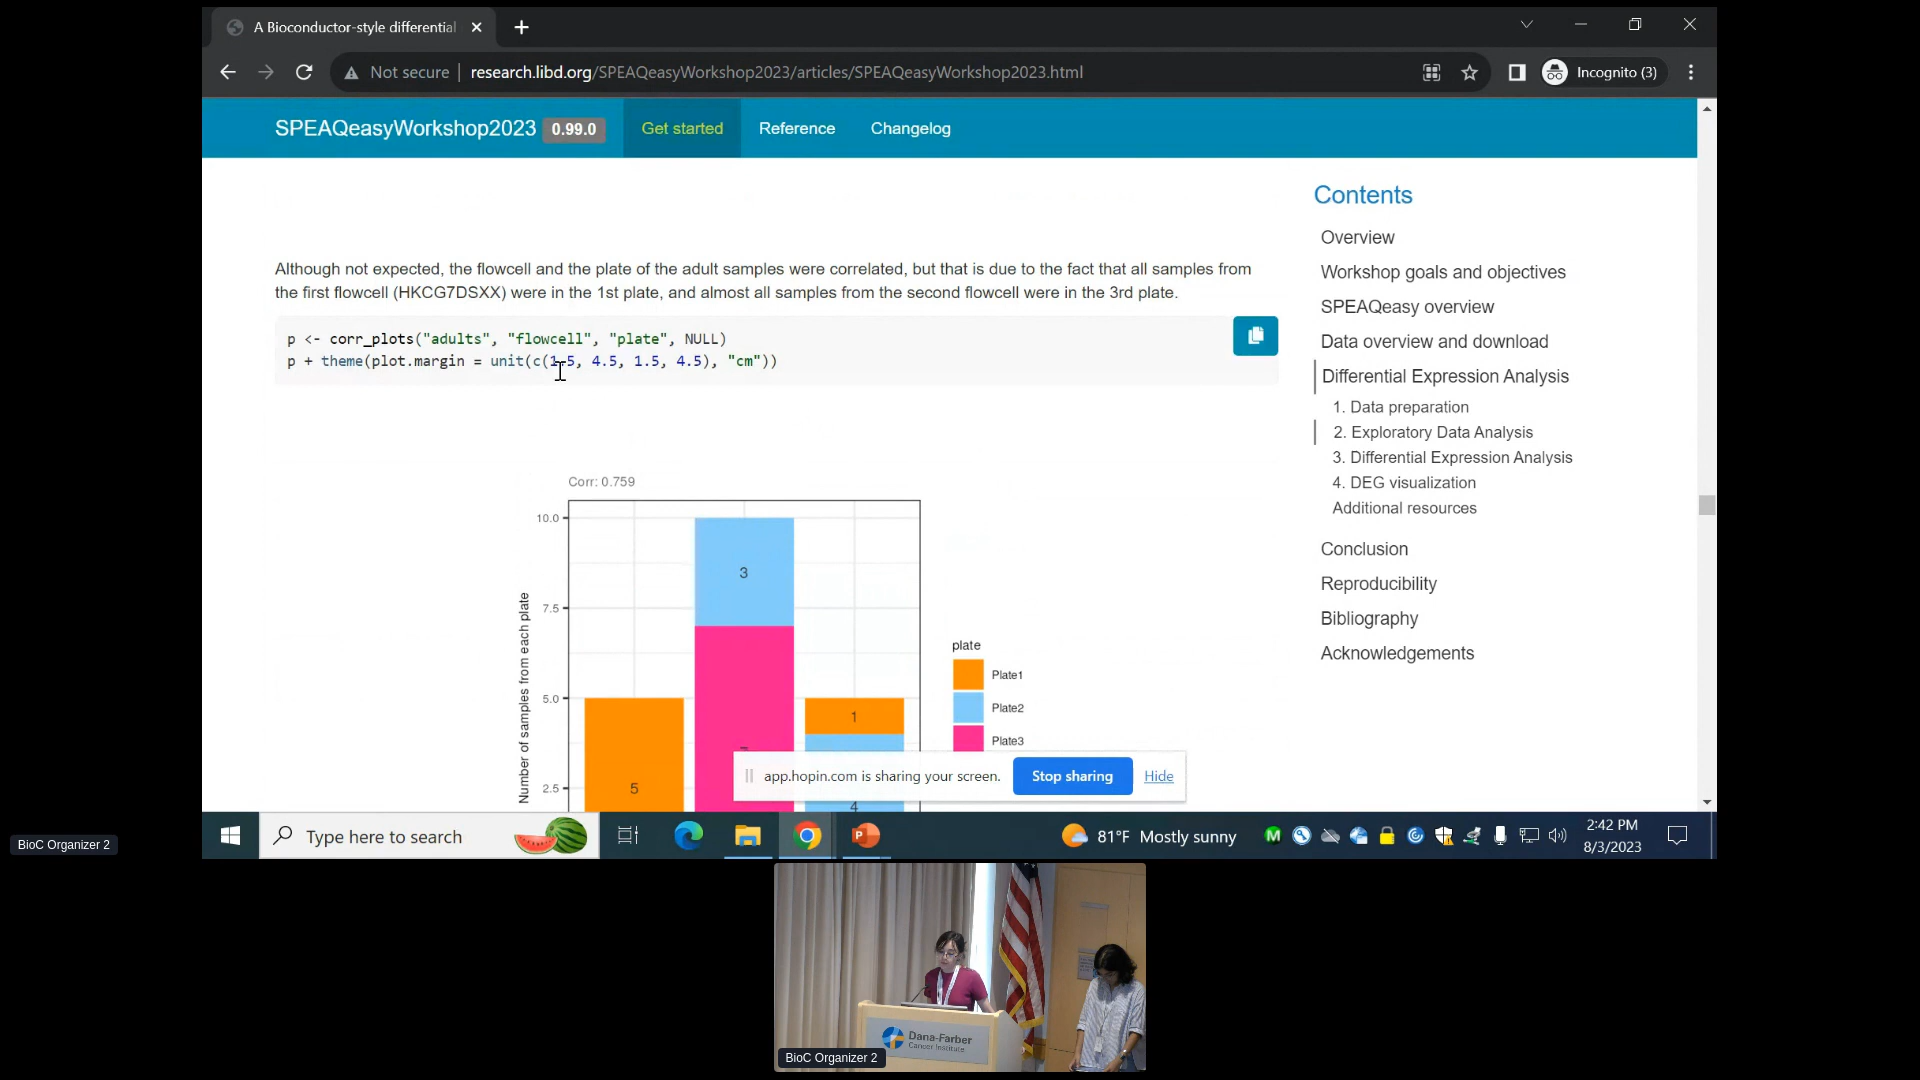 A Bioconductor-style differential
Not secure
research.libd.org/SPEAQeasyWorkshop2023/articles/SPEAQeasyWorkshop2023.html
Incognito (3)
SPEAQeasyWorkshop2023 0.99.0 Get started Reference Changelog
Although not expected, the flowcell and the plate of the adult samples were correlated, but that is due to the fact that all samples from
the first flowcell (HKCG7DSXX) were in the 1st plate, and almost all samples from the second flowcell were in the 3rd plate.
p <- corr_plots("adults", "flowcell", "plate", NULL)
p + theme(plot.margin = unit(c(1.5, 4.5, 1.5, 4.5), "cm"))
Corr: 0.759
10.0
7.5
5.0
2.5
Number of samples from each plate
3
1
5
4
plate
Plate1
Plate2
Plate3
Contents
Overview
Workshop goals and objectives
SPEAQeasy overview
Data overview and download
Differential Expression Analysis
1. Data preparation
2. Exploratory Data Analysis
3. Differential Expression Analysis
4. DEG visualization
Additional resources
Conclusion
Reproducibility
Bibliography
Acknowledgements
app.hopin.com is sharing your screen.
Stop sharing
Hide
Type here to search
81°F Mostly sunny
2:42 PM
8/3/2023
BioC Organizer 2
Dana-Farber
Cancer Institute
BioC Organizer 2